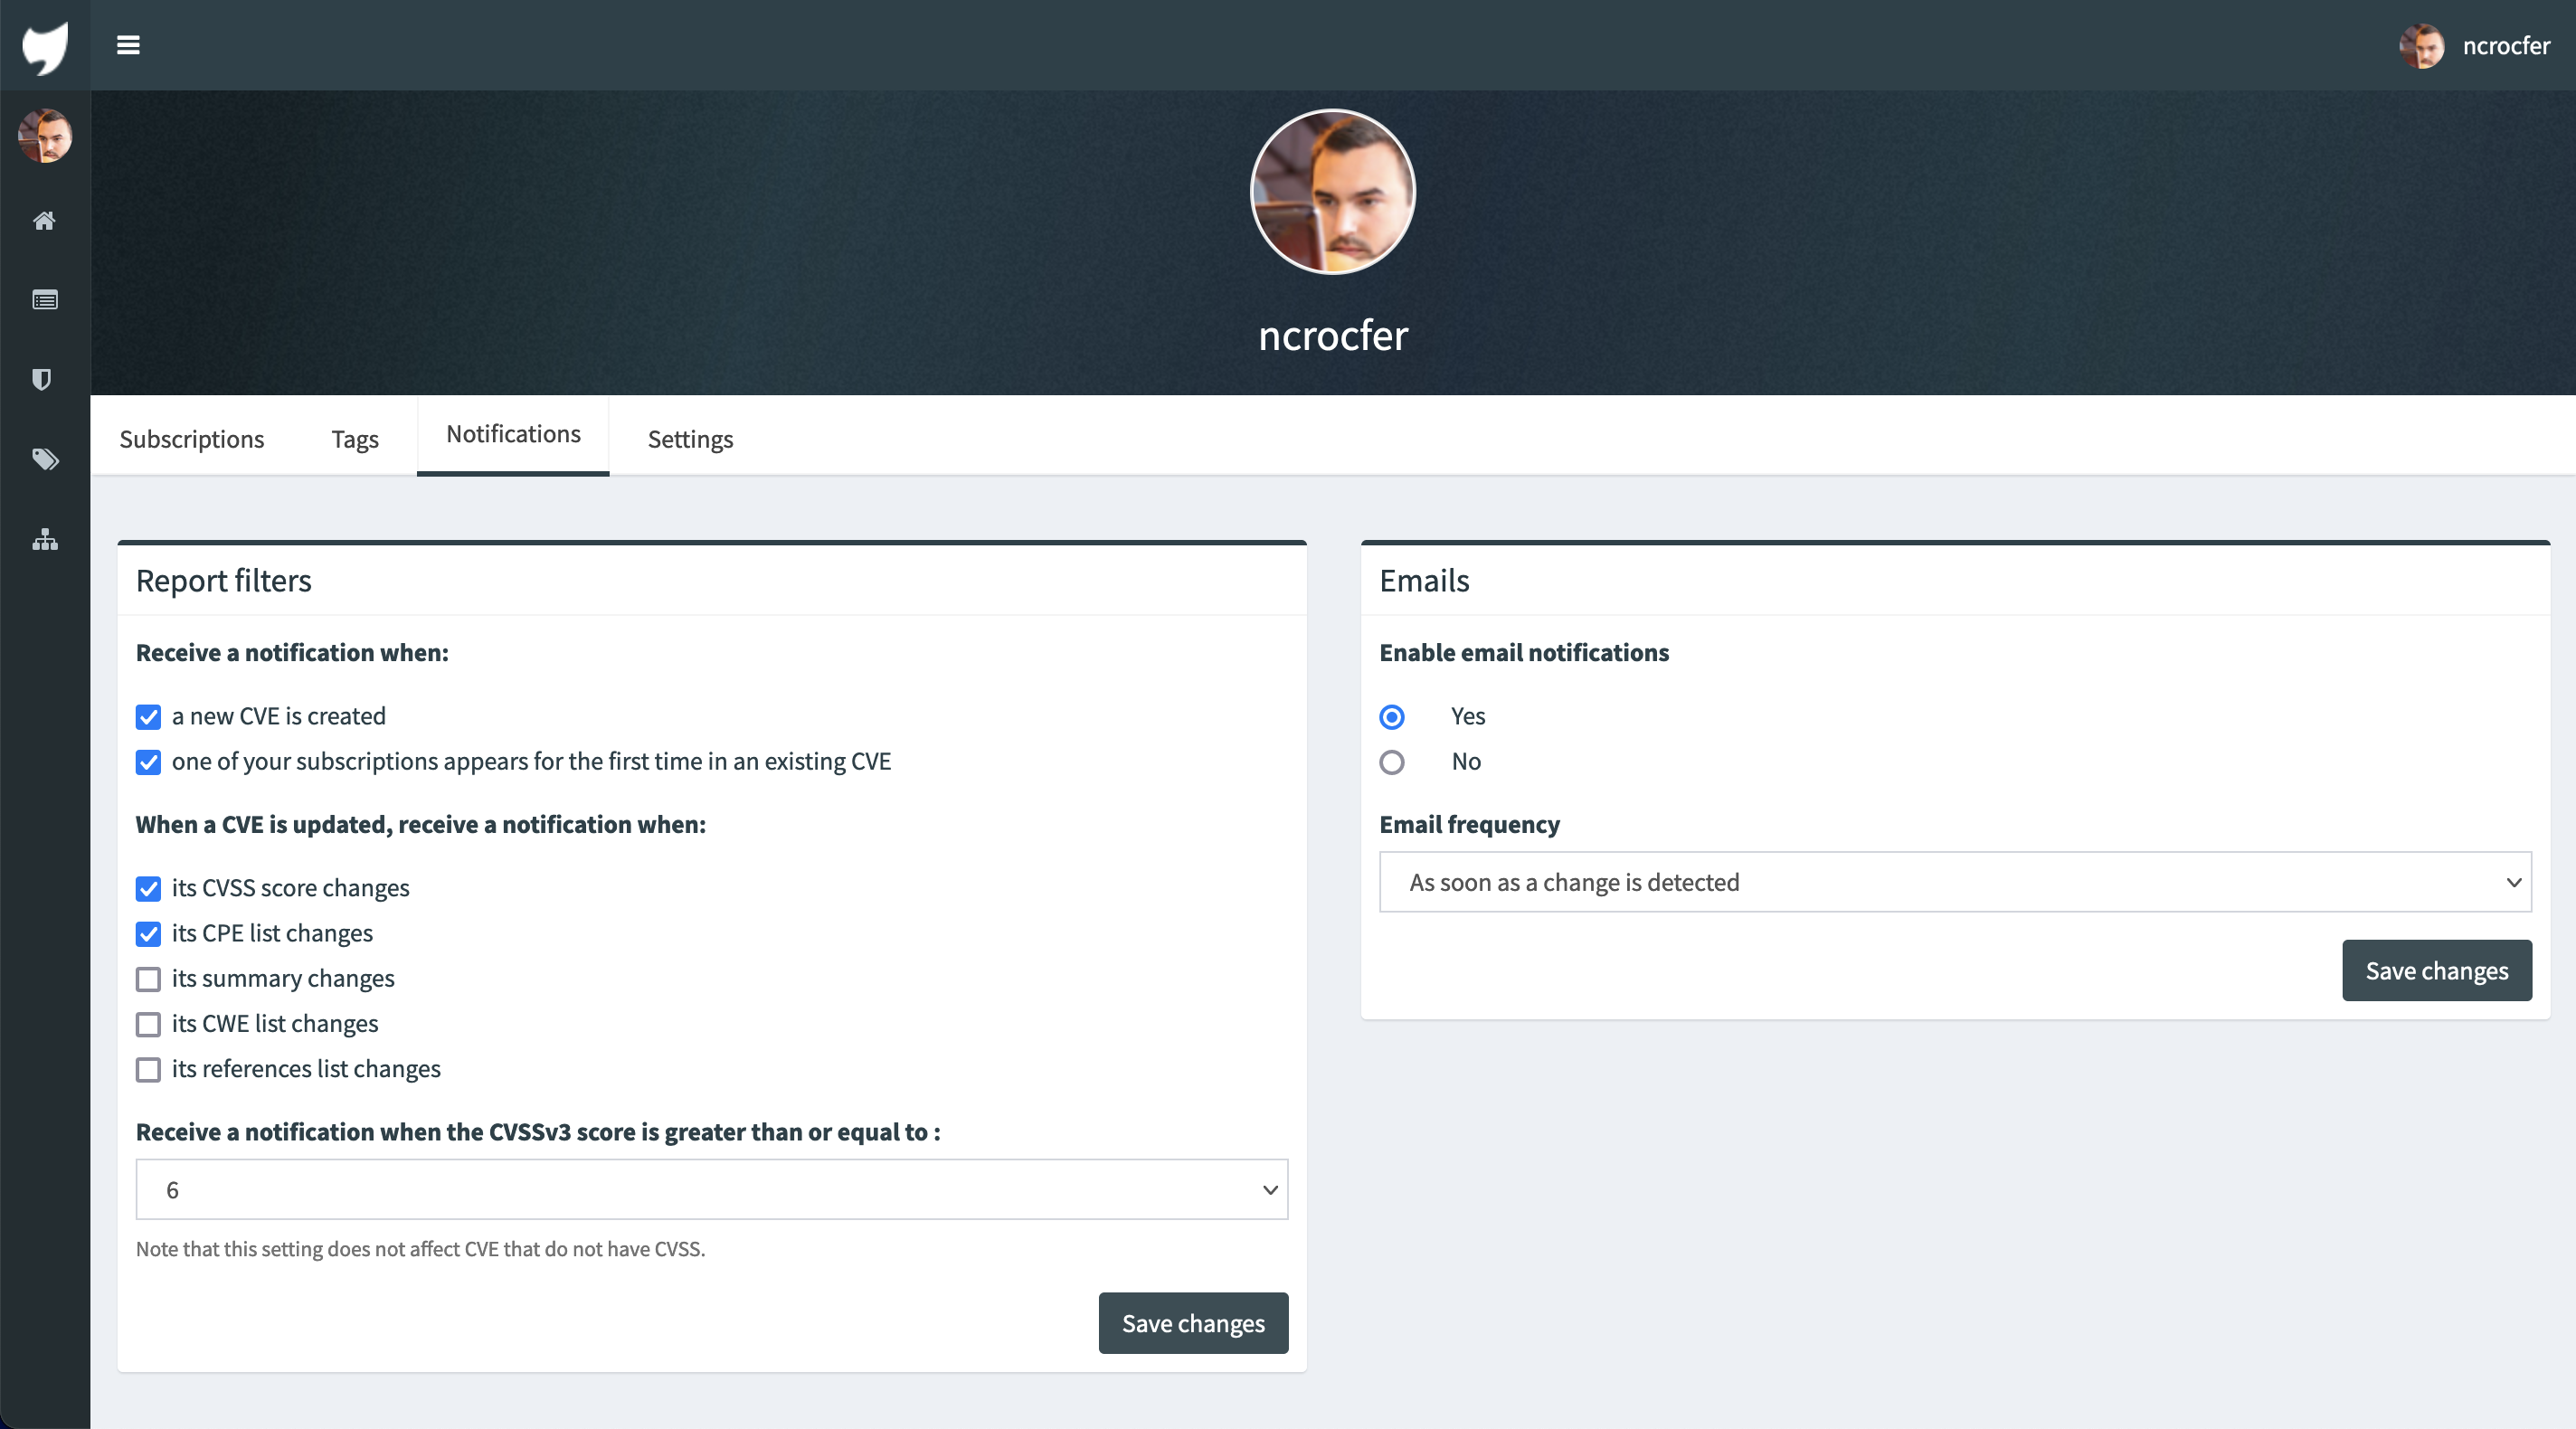 ncrocfer
ncrocfer
Subscriptions
Tags
Notifications
Settings
Report filters
Receive a notification when:
a new CVE is created
one of your subscriptions appears for the first time in an existing CVE
When a CVE is updated, receive a notification when:
its CVSS score changes
its CPE list changes
its summary changes
its CWE list changes
its references list changes
Receive a notification when the CVSSv3 score is greater than or equal to :
6
Note that this setting does not affect CVE that do not have CVSS.
Save changes
Emails
Enable email notifications
Yes
No
Email frequency
As soon as a change is detected
Save changes